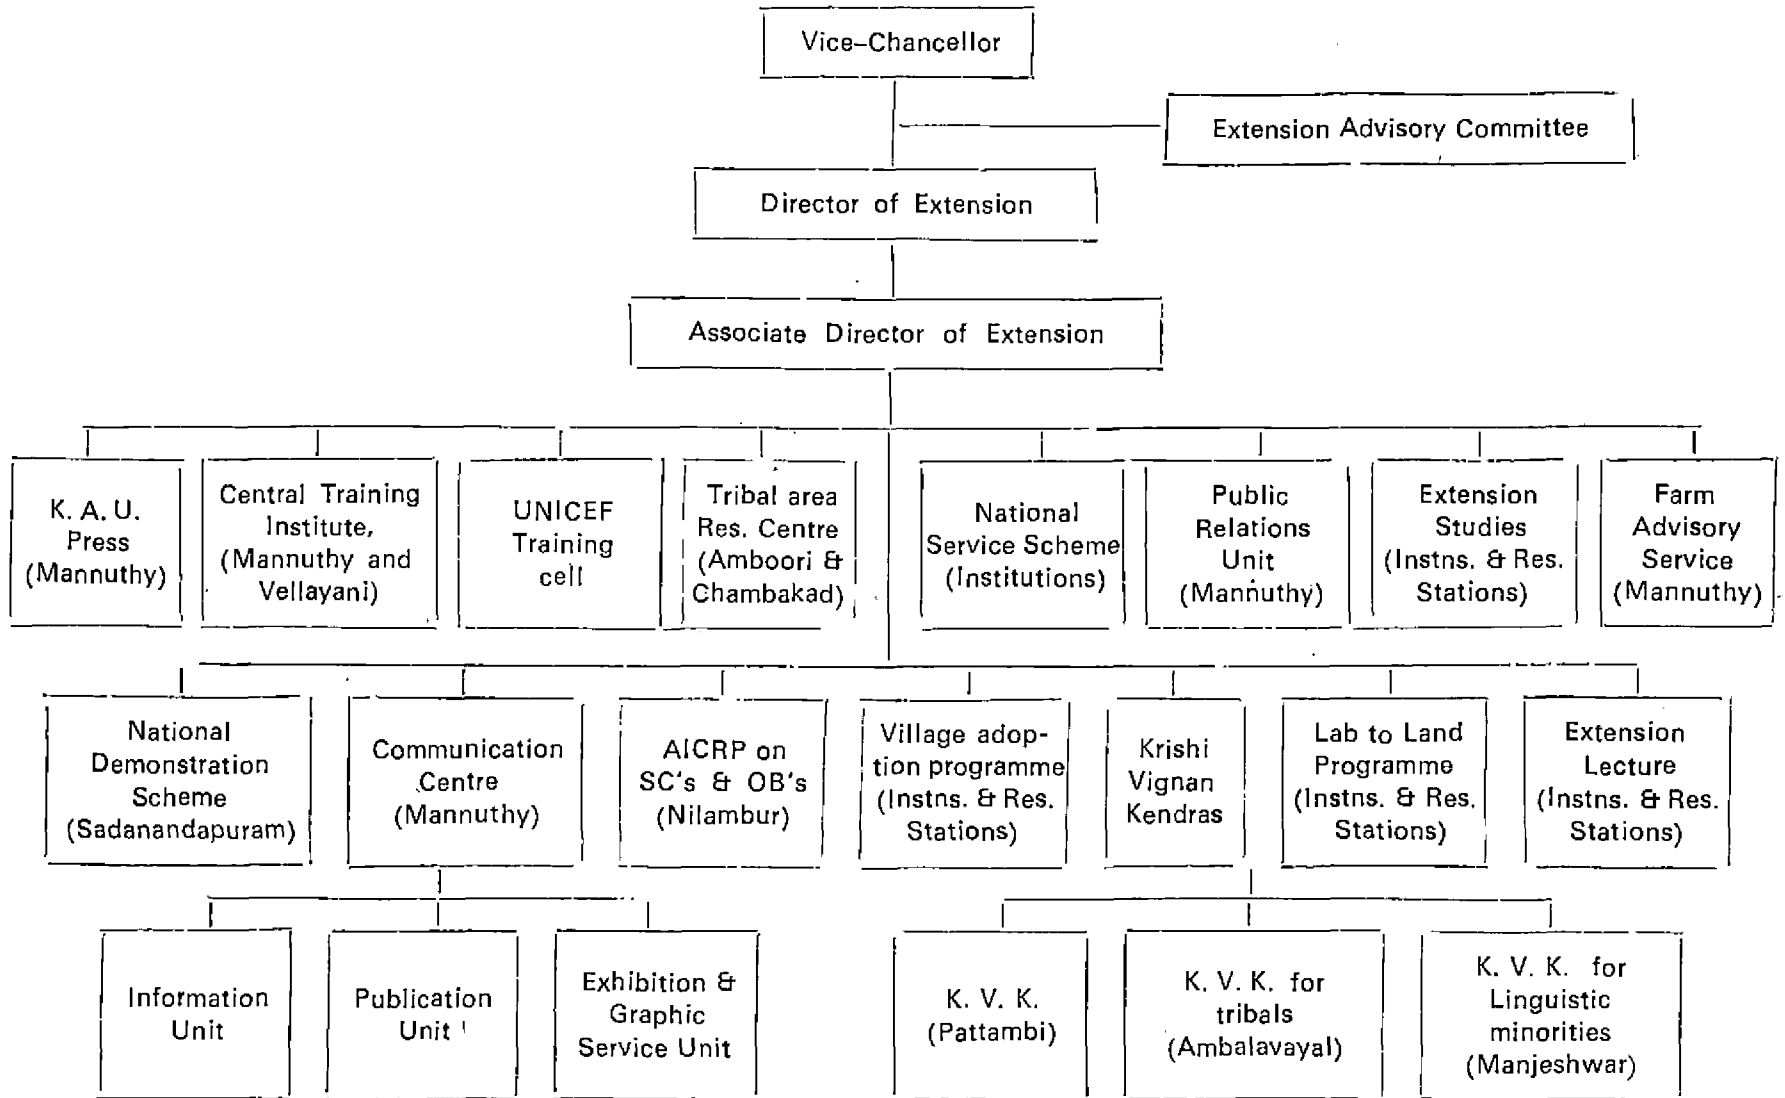 Vice-Chancellor
Extension Advisory Committee
Director of Extension
Associate Director of Extension
K. A. U.
Press
(Mannuthy)
Central Training
Institute,
(Mannuthy and
Vellayani)
UNICEF
Training
cell
Tribal area
Res. Centre
(Amboori &
Chambakad)
National
Service Scheme
(Institutions)
Public
Relations
Unit
(Mannuthy)
Extension
Studies
(Instns. & Res.
Stations)
Farm
Advisory
Service
(Mannuthy)
National
Demonstration
Scheme
(Sadanandapuram)
Communication
Centre
(Mannuthy)
AICRP on
SC's & OB's
(Nilambur)
Village adop-
tion programme
(Instns. & Res.
Stations)
Krishi
Vignan
Kendras
Lab to Land
Programme
(Instns. & Res.
Stations)
Extension
Lecture
(Instns. & Res.
Stations)
Information
Unit
Publication
Unit
Exhibition &
Graphic
Service Unit
K. V. K.
(Pattambi)
K. V. K. for
tribals
(Ambalavayal)
K. V. K. for
Linguistic
minorities
(Manjeshwar)